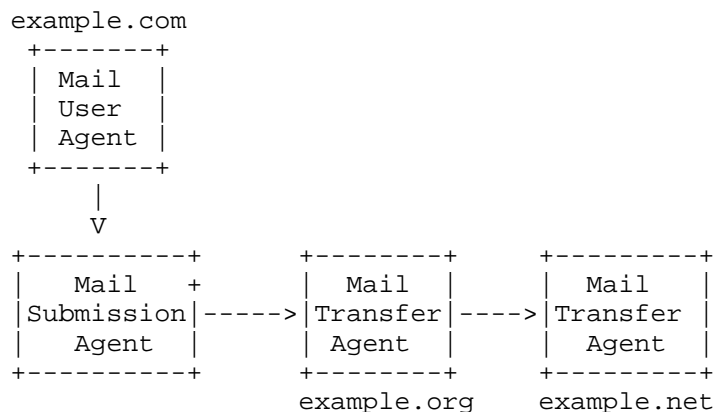 example.com
+-------+
| Mail  |
| User  |
| Agent |
+-------+
|
V
+----------+ +--------+ +---------+
| Mail + | Mail | | Mail |
|Submission|----->|Transfer|---->|Transfer |
| Agent | | Agent | | Agent |
+----------+ +--------+ +---------+
example.org example.net